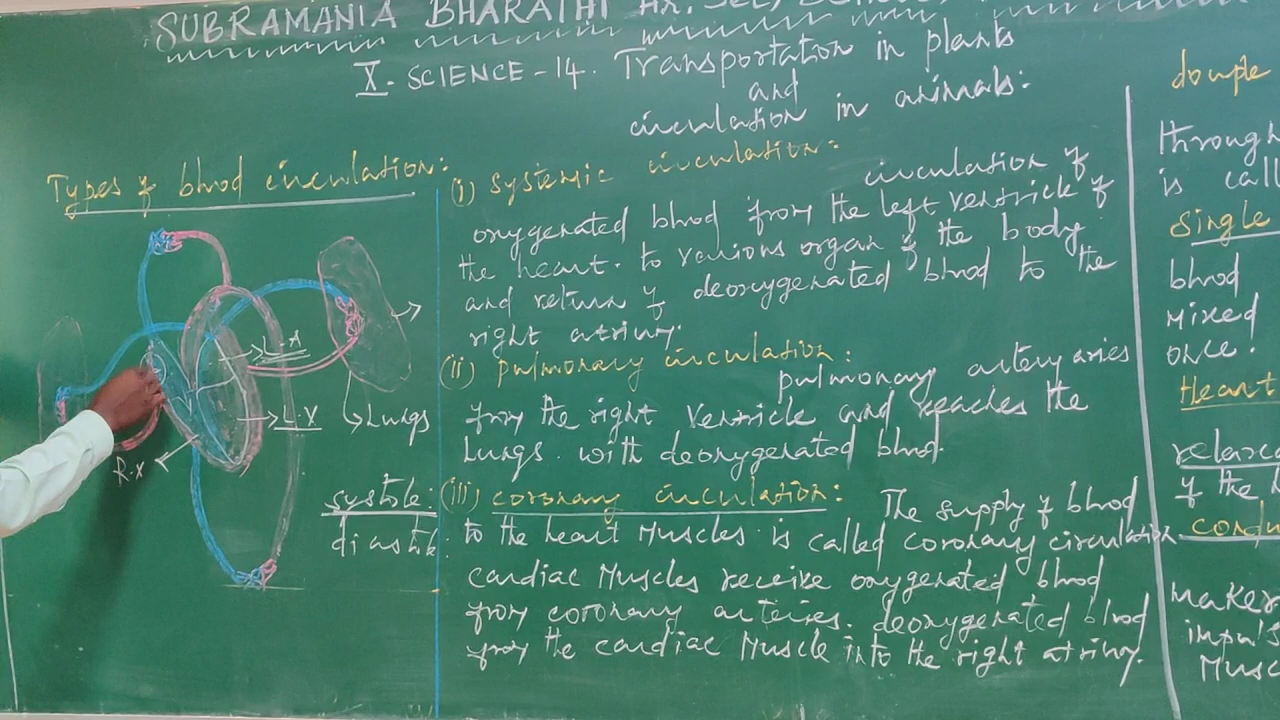 SUBRAMANIA BHARATHI Hr. Sec,
X - SCIENCE - 14. Transportation in plants
and
circulation in animals:
Types of blood circulation:
L-A
L-V
Lungs
R.V
systole:
diastole:
(i) Systemic circulation:
circulation of
oxygenated blood from the left ventricle of
the heart. to various organ of the body
and return of deoxygenated blood to the
right atrium.
(ii) pulmonary circulation:
pulmonary artery aries
from the right ventricle and reaches the
Lungs. with deoxygenated blood.
(iii) coronary circulation:
The supply of blood
to the heart Muscles is called coronary circulation
cardiac Muscles receive oxygenated blood
from coronary arteries. deoxygenated blood
from the cardiac Muscle into the right atrium.
double
through
is call
Single
blood
Mixed
once.
Heart
relaxa
of the
condu
Makes
impuls
Musc